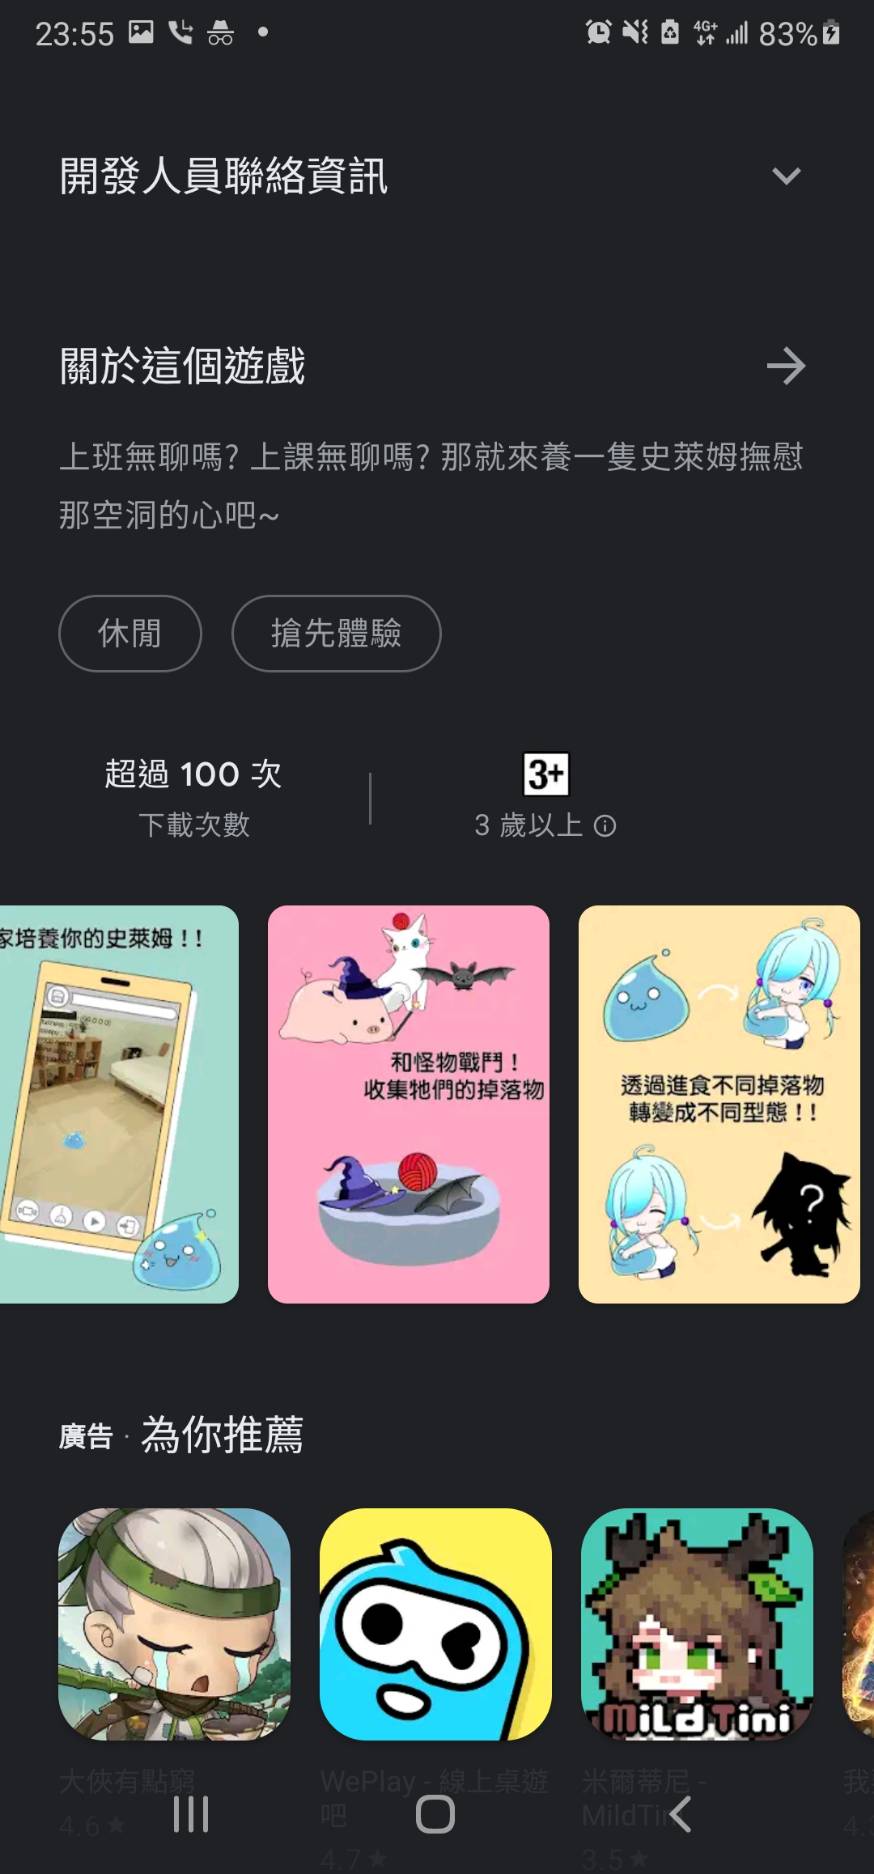 23:55
4G+
83%
開發人員聯絡資訊
關於這個遊戲
上班無聊嗎? 上課無聊嗎? 那就來養一隻史萊姆撫慰
那空洞的心吧~
休閒
搶先體驗
超過 100 次
下載次數
3+
3 歲以上
家培養你的史萊姆!!
和怪物戰鬥!
收集牠們的掉落物
透過進食不同掉落物
轉變成不同型態!!
?
廣告 · 為你推薦
MiLd Tini
大俠有點窮
4.6★
WePlay - 線上桌遊
吧
4.7★
米爾蒂尼 -
3.5★
我
4.